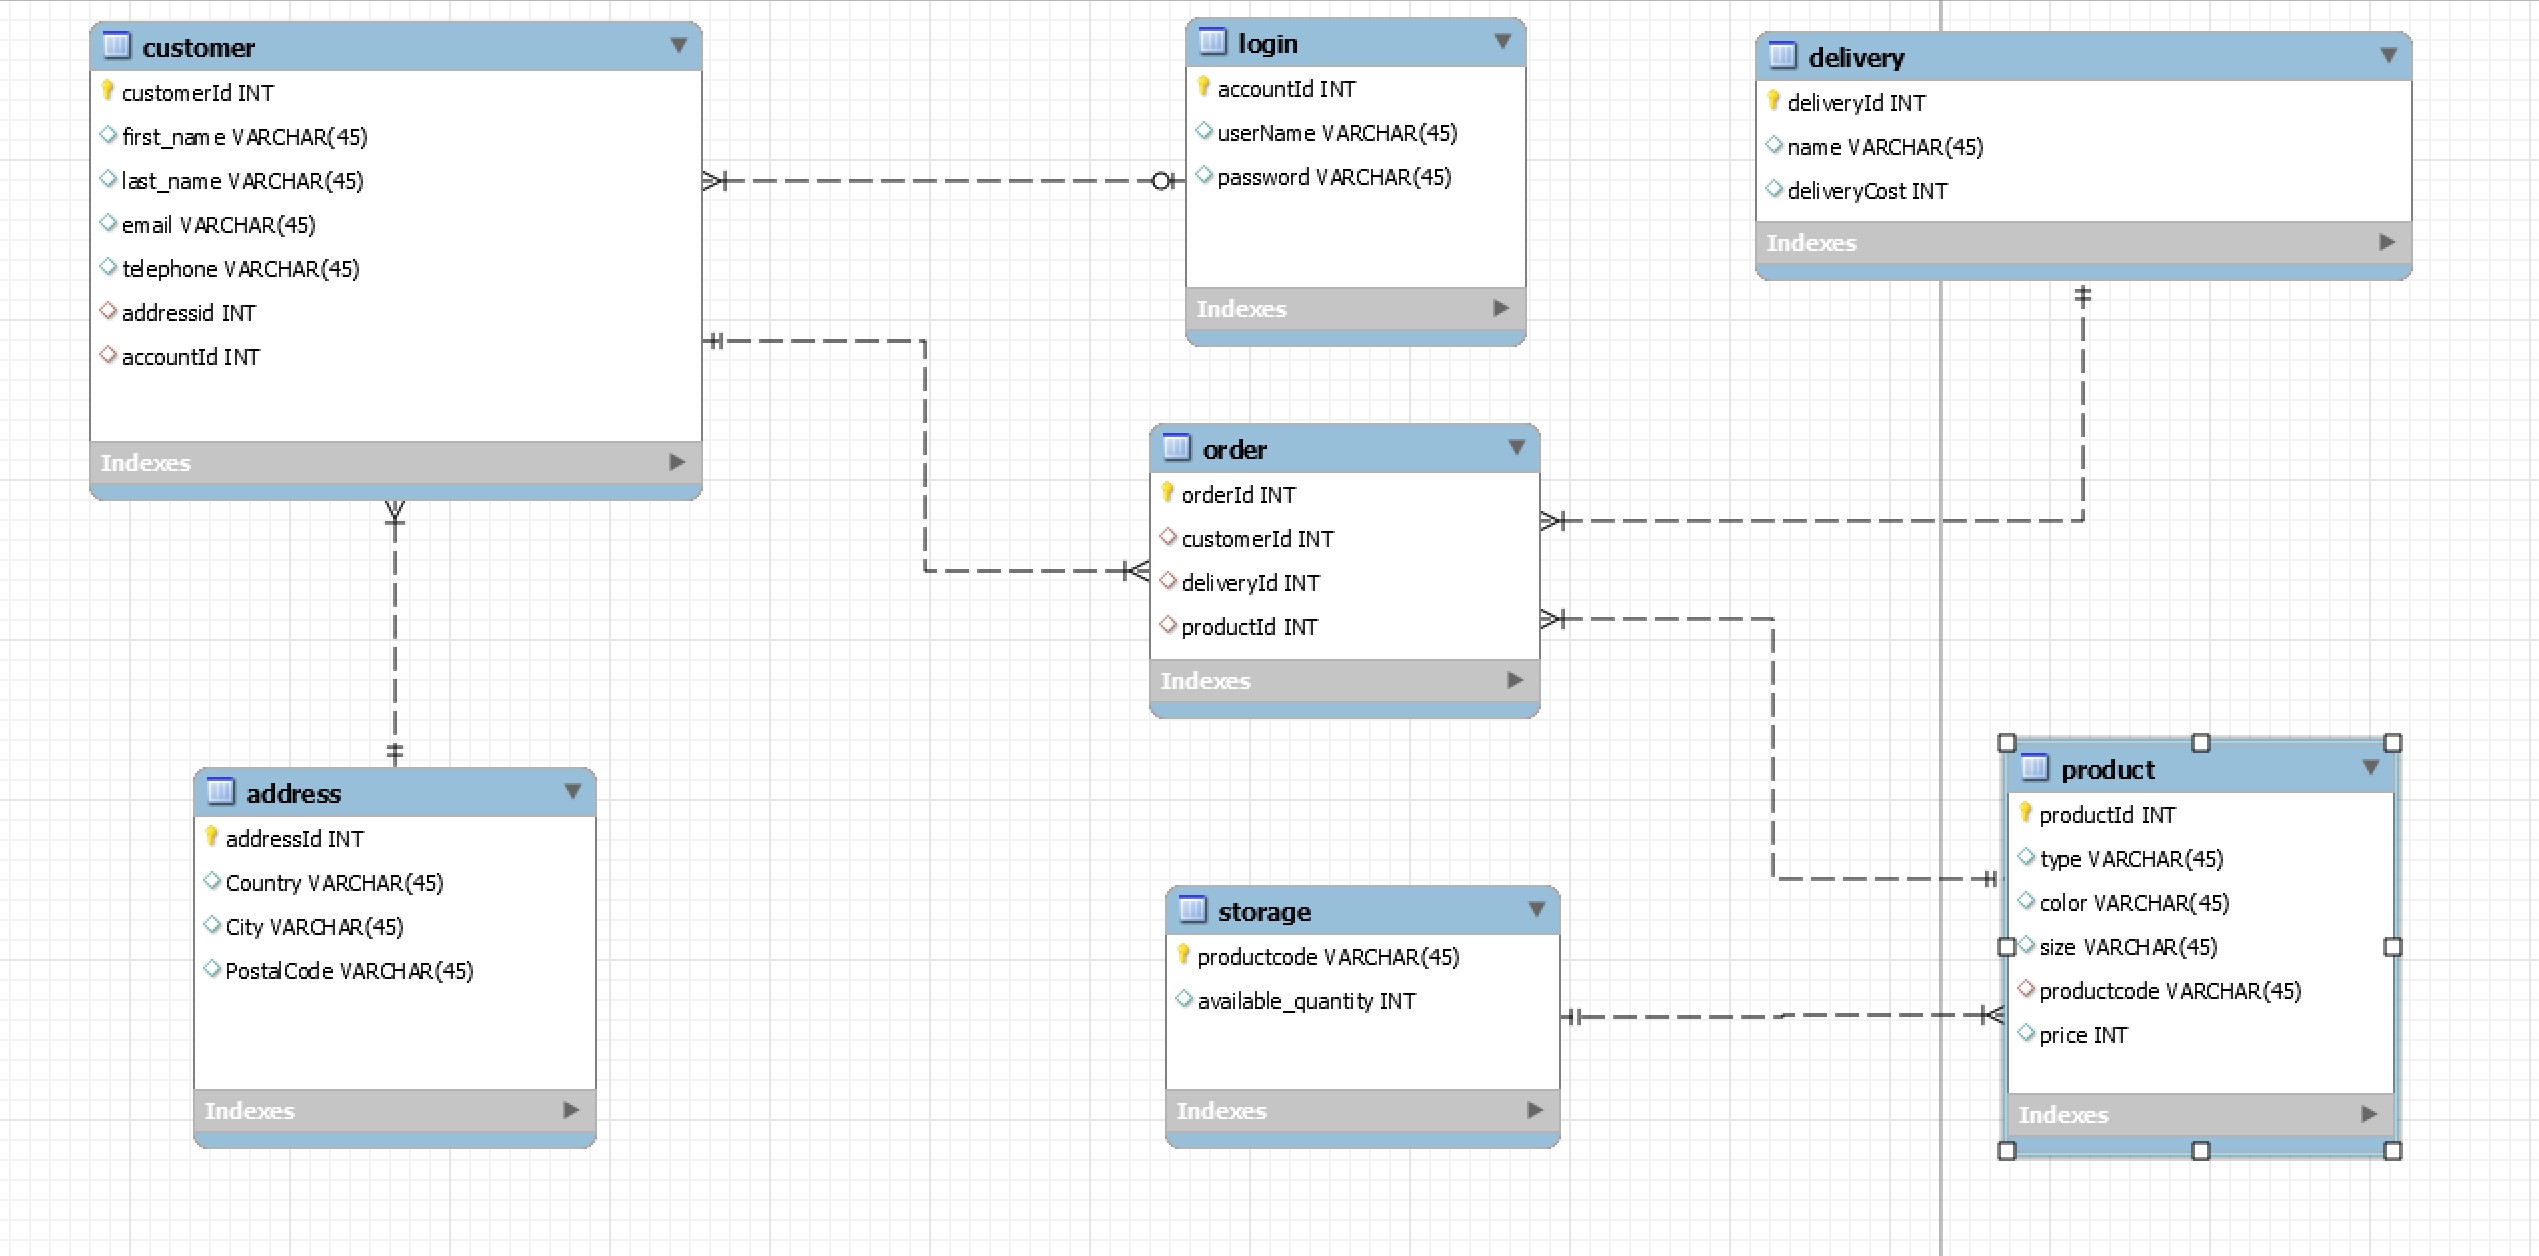 customer
customerId INT
first_name VARCHAR(45)
last_name VARCHAR(45)
email VARCHAR(45)
telephone VARCHAR(45)
addressid INT
accountId INT
Indexes
login
accountId INT
userName VARCHAR(45)
password VARCHAR(45)
Indexes
delivery
deliveryId INT
name VARCHAR(45)
deliveryCost INT
Indexes
order
orderId INT
customerId INT
deliveryId INT
productId INT
Indexes
address
addressId INT
Country VARCHAR(45)
City VARCHAR(45)
PostalCode VARCHAR(45)
Indexes
storage
productcode VARCHAR(45)
available_quantity INT
Indexes
product
productId INT
type VARCHAR(45)
color VARCHAR(45)
size VARCHAR(45)
productcode VARCHAR(45)
price INT
Indexes